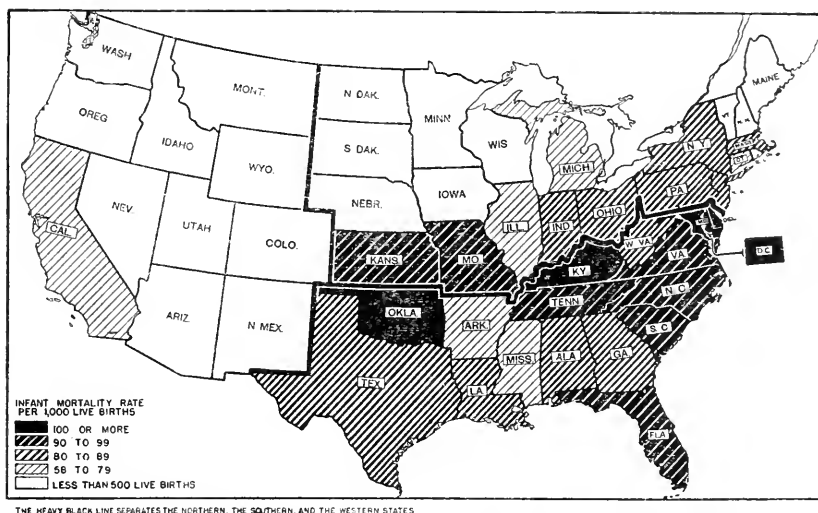 WASH
MONT.
N DAK.
MINN
MAINE
OREG
IDAHO
S DAK.
WIS
N Y
WYO.
MICH
NEBR.
IOWA
PA
NEV.
UTAH
COLO.
CAL.
ILL.
IND
OHIO
W VA.
DEL
D C
KANS.
MO.
KY
VA.
ARIZ.
N MEX.
OKLA
ARK.
TENN
N C
S. C
MISS
ALA
GA.
TEX.
LA
FLA
INFANT MORTALITY RATE
PER 1,000 LIVE BIRTHS
100 OR MORE
90 TO 99
80 TO 89
58 TO 79
LESS THAN 500 LIVE BIRTHS
THE HEAVY BLACK LINE SEPARATES THE NORTHERN, THE SOUTHERN, AND THE WESTERN STATES